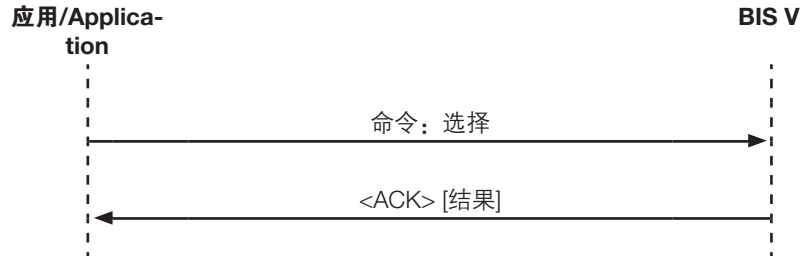 应用/Applica-
tion
BIS V
命令：选择
<ACK> [结果]